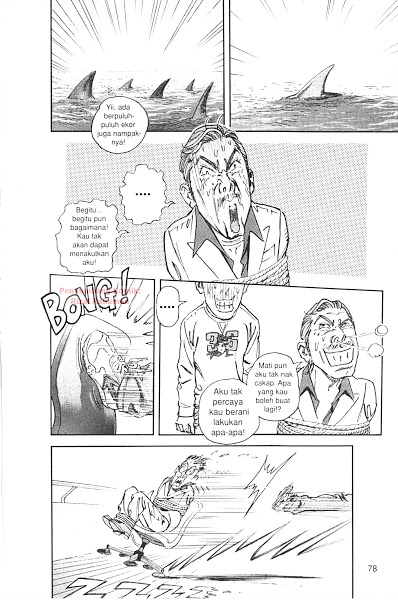 Yii, ada
berpuluh-
puluh ekor
juga nampak-
nya!
....
Begitu...
begitu pun
bagaimana!
Kau tak
akan dapat
menakutkan
aku!
BONG!
....
Mati pun
aku tak nak
cakap. Apa
yang kau
boleh buat
lagi!?
Aku tak
percaya
kau berani
lakukan
apa-apa!
78